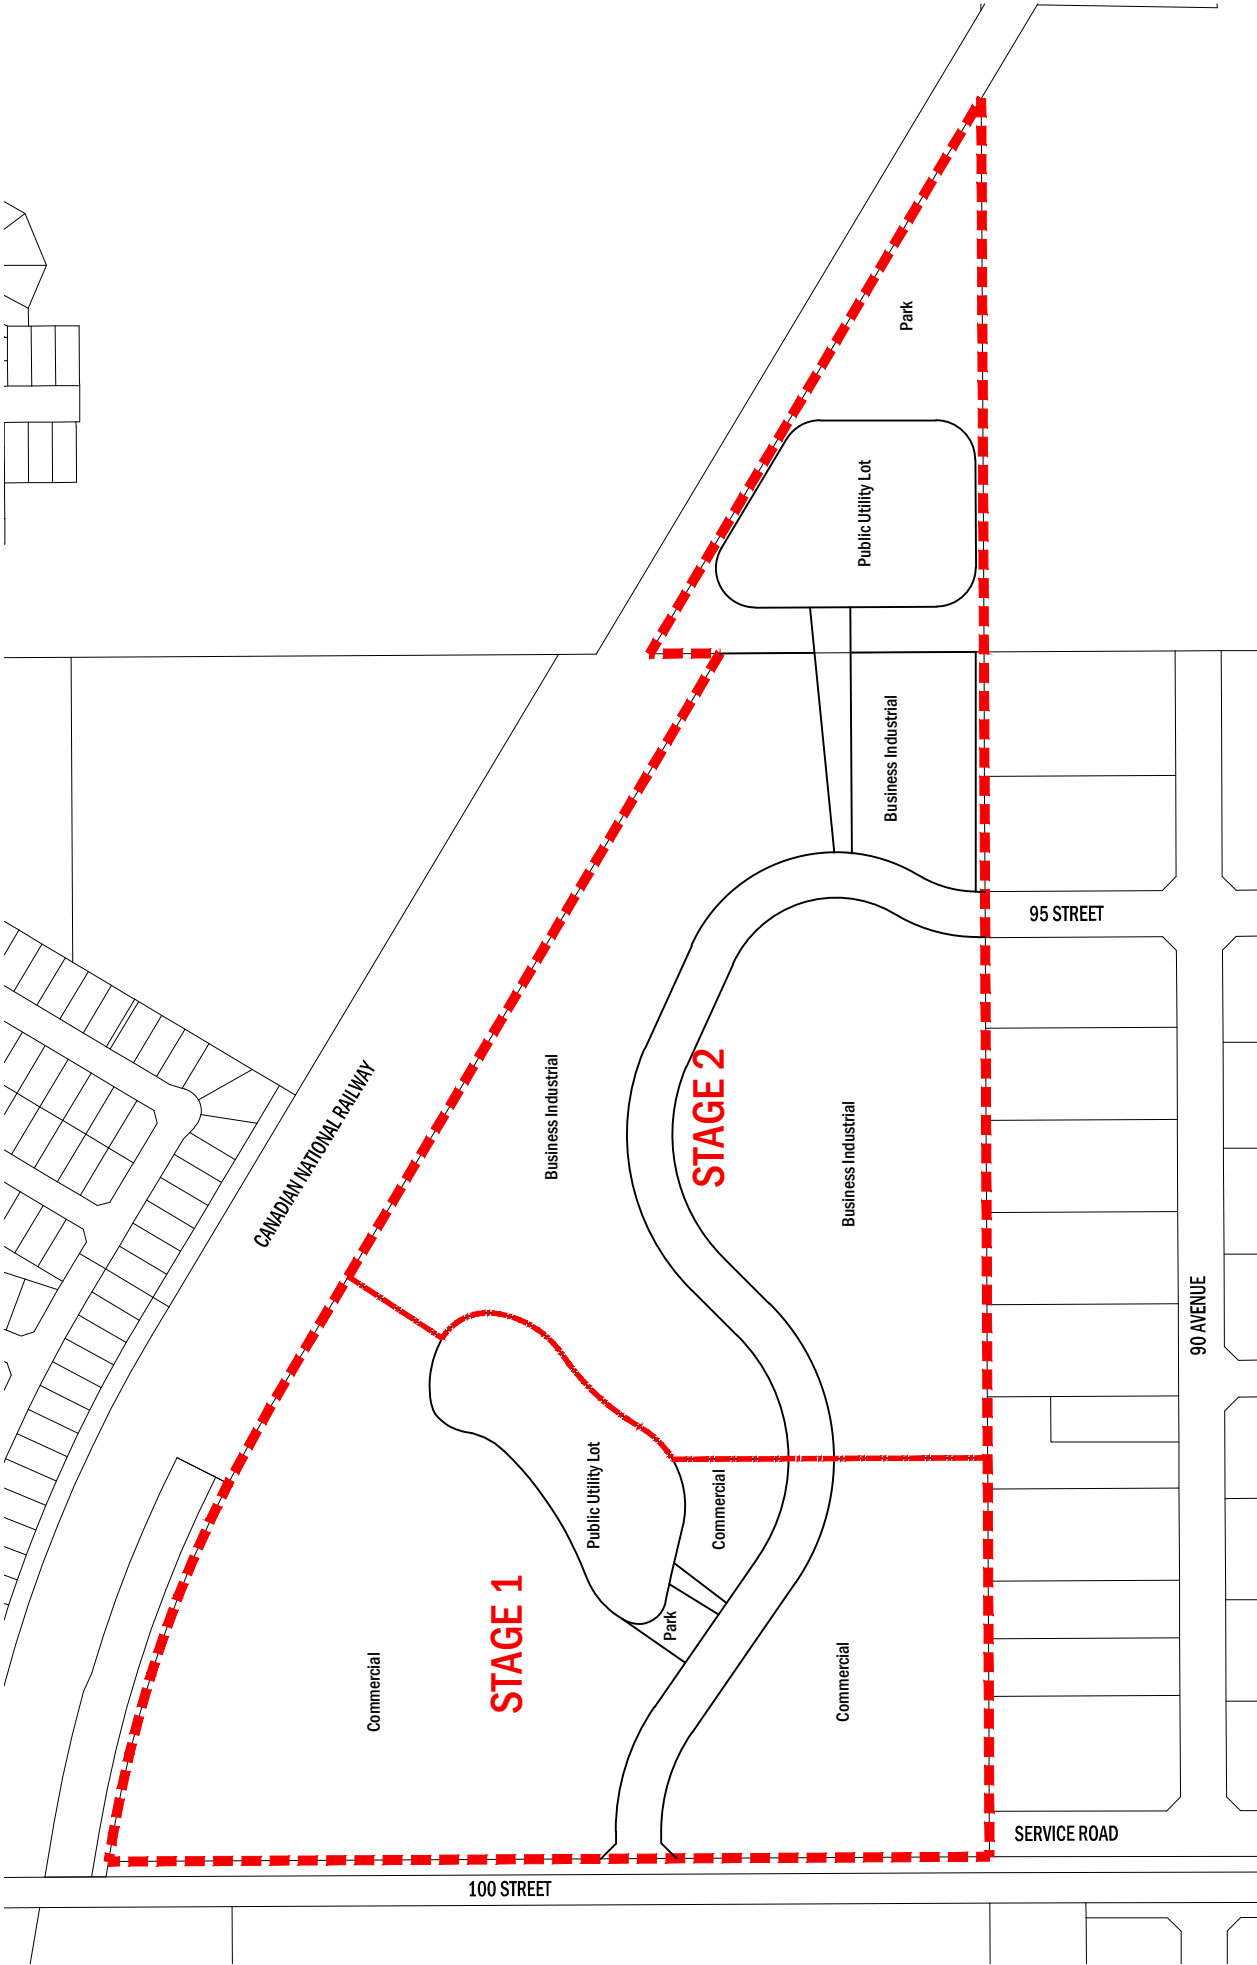 Park
Public Utility Lot
Business Industrial
95 STREET
CANADIAN NATIONAL RAILWAY
Business Industrial
STAGE 2
Business Industrial
90 AVENUE
Public Utility Lot
Commercial
STAGE 1
Park
Commercial
Commercial
SERVICE ROAD
100 STREET